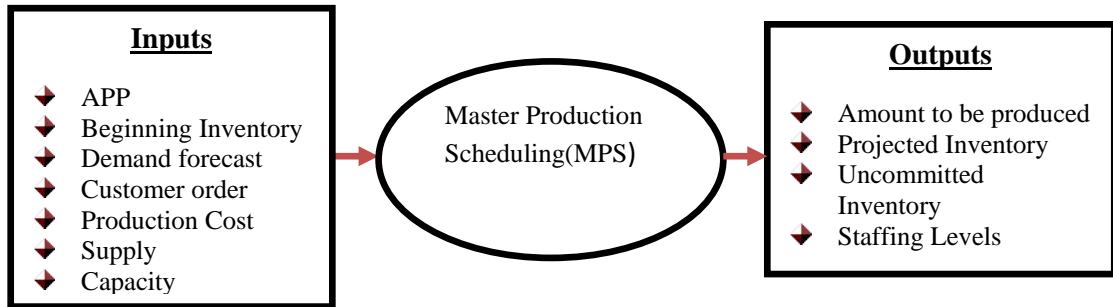 Inputs
APP
Beginning Inventory
Demand forecast
Customer order
Production Cost
Supply
Capacity
Master Production
Scheduling(MPS)
Outputs
Amount to be produced
Projected Inventory
Uncommitted
Inventory
Staffing Levels